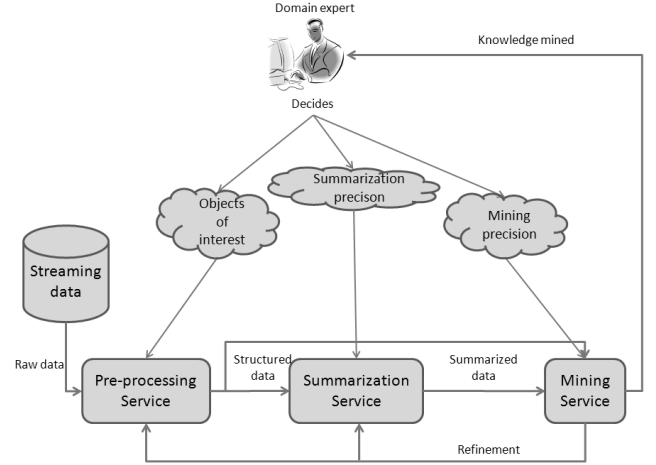 Domain expert
Knowledge mined
Decides
Summarization
precison
Objects
of
interest
Mining
precision
Streaming
data
Raw data
Structured
data
Summarized
data
Pre-processing
Service
Summarization
Service
Mining
Service
Refinement